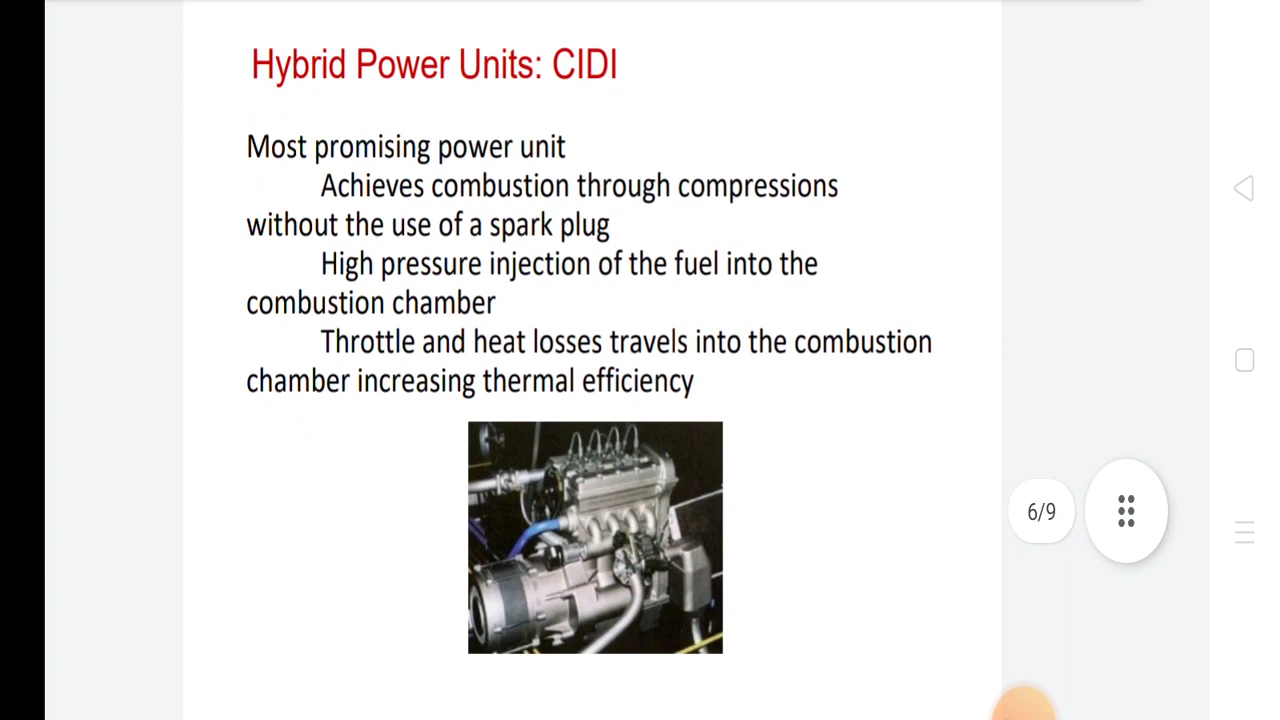 Hybrid Power Units: CIDI
Most promising power unit
Achieves combustion through compressions
without the use of a spark plug
High pressure injection of the fuel into the
combustion chamber
Throttle and heat losses travels into the combustion
chamber increasing thermal efficiency
6/9